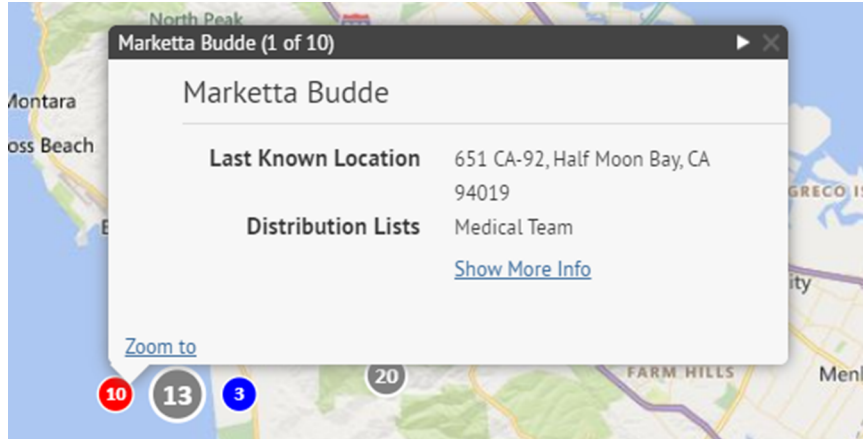 North Peak
Marketta Budde (1 of 10)
Montara
oss Beach
Marketta Budde
Last Known Location
651 CA-92, Half Moon Bay, CA
94019
Distribution Lists
Medical Team
Show More Info
Zoom to
GRECO I
ity
10
13
3
20
FARM HILLS
Menl